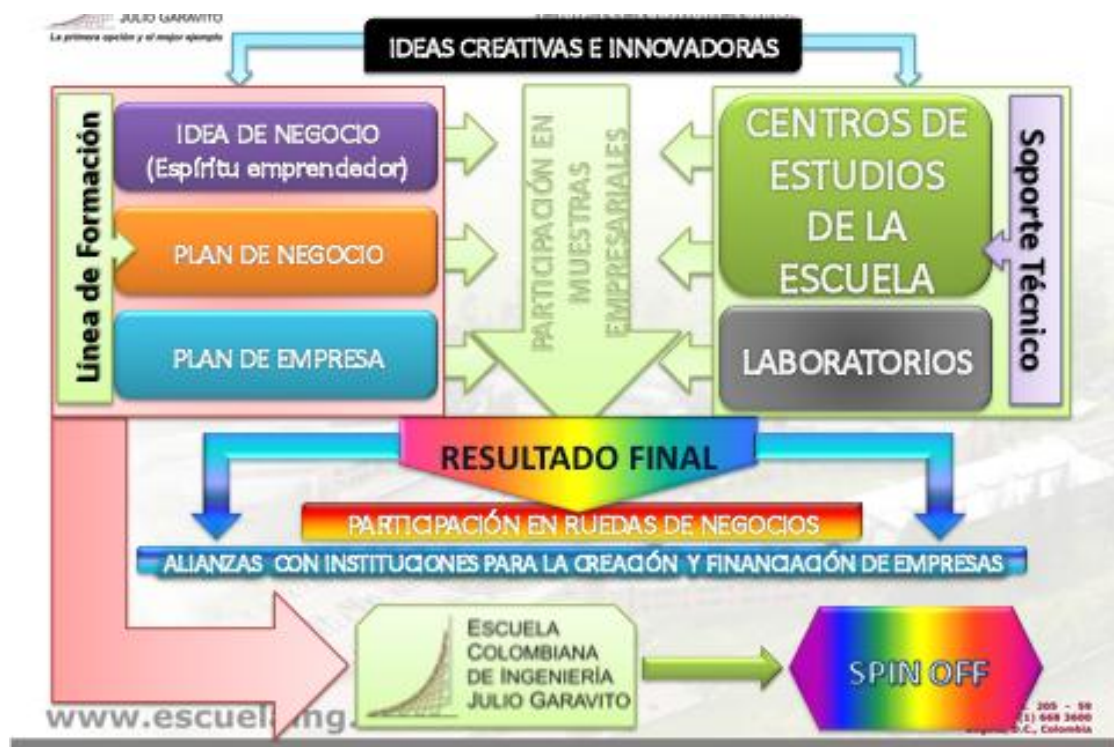 JULIO GARAVITO
La primera opción y el mejor ejemplo
IDEAS CREATIVAS E INNOVADORAS
Línea de Formación
IDEA DE NEGOCIO
(Espíritu emprendedor)
PLAN DE NEGOCIO
PLAN DE EMPRESA
PARTICIPACIÓN EN
MUESTRAS
EMPRESARIALES
CENTROS DE
ESTUDIOS
DE LA
ESCUELA
LABORATORIOS
Soporte Técnico
RESULTADO FINAL
PARTICIPACIÓN EN RUEDAS DE NEGOCIOS
ALIANZAS CON INSTITUCIONES PARA LA CREACIÓN Y FINANCIACIÓN DE EMPRESAS
ESCUELA
COLOMBIANA
DE INGENIERÍA
JULIO GARAVITO
SPIN OFF
www.escuelaing.
205 - 59
(1) 668 3600
D.C., Colombia